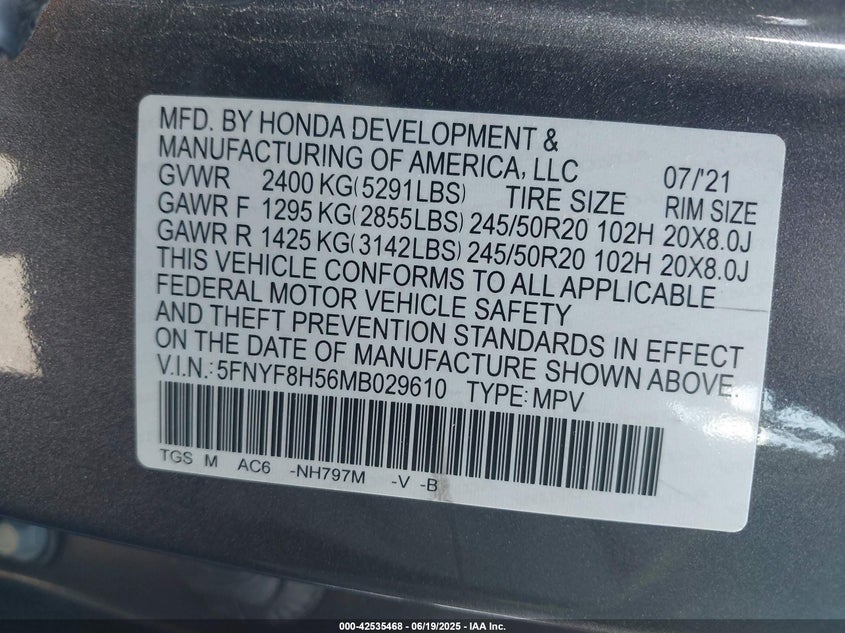 MFD. BY HONDA DEVELOPMENT &
MANUFACTURING OF AMERICA, LLC 07/'21
GVWR 2400 KG(5291LBS) TIRE SIZE RIM SIZE
GAWR F 1295 KG(2855LBS) 245/50R20 102H 20X8.0J
GAWR R 1425 KG(3142LBS) 245/50R20 102H 20X8.0J
THIS VEHICLE CONFORMS TO ALL APPLICABLE
FEDERAL MOTOR VEHICLE SAFETY
AND THEFT PREVENTION STANDARDS IN EFFECT
ON THE DATE OF MANUFACTURE SHOWN ABOVE.
V.I.N.: 5FNYF8H56MB029610 TYPE: MPV
TGS M AC6 -NH797M -V -B
000-42535468 - 06/19/2025 - IAA Inc.